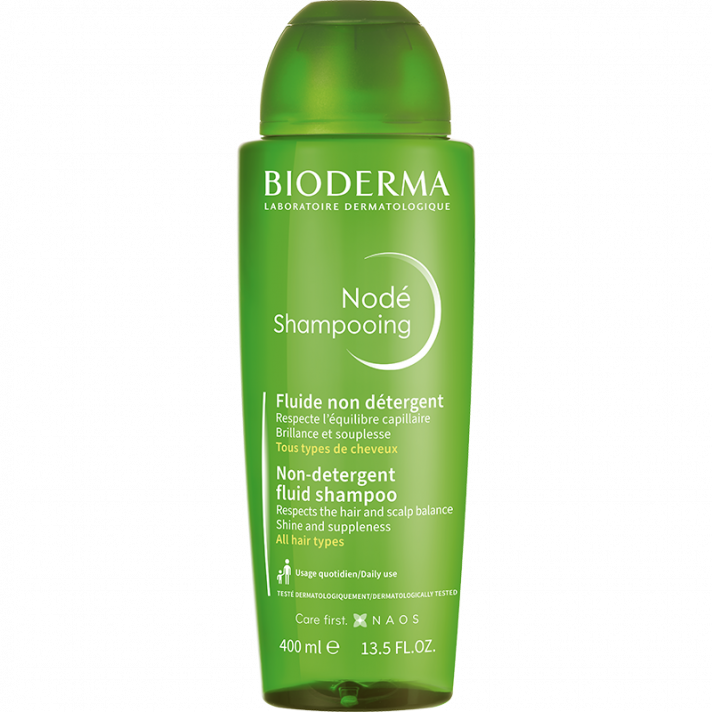 BIODERMA
LABORATOIRE DERMATOLOGIQUE
Nodé
Shampooing
Fluide non détergent
Respecte l'équilibre capillaire
Brillance et souplesse
Tous types de cheveux
Non-detergent
fluid shampoo
Respects the hair and scalp balance
Shine and suppleness
All hair types
Usage quotidien/Daily use
TESTÉ DERMATOLOGIQUEMENT/DERMATOLOGICALLY TESTED
Care first. NAOS
400 ml ℮ 13.5 FL.OZ.